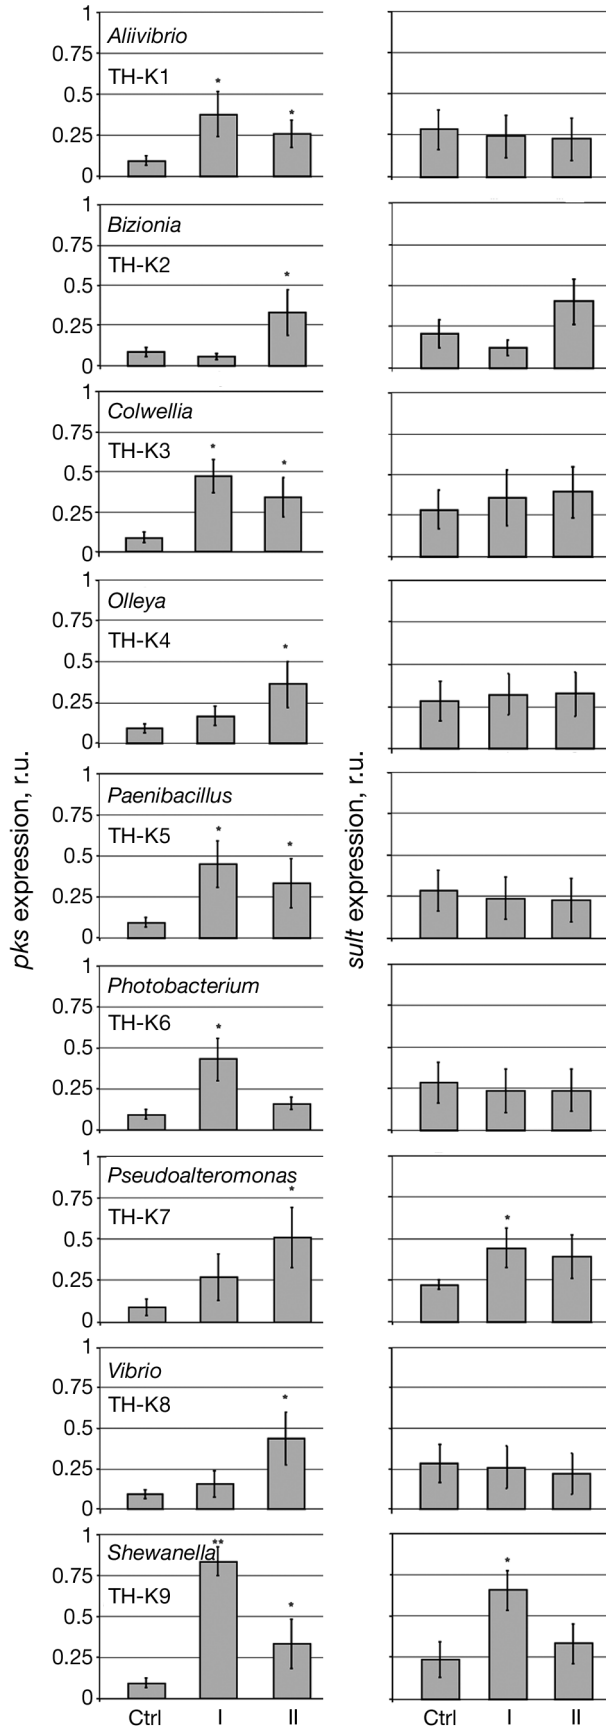 pks expression, r.u.
sult expression, r.u.
1
Aliivibrio
0.75
TH-K1
*
0.5
*
0.25
0
1
Bizionia
0.75
TH-K2
*
0.5
0.25
0
1
Colwellia
0.75
TH-K3
*
*
0.5
0.25
0
1
Olleya
0.75
TH-K4
*
0.5
0.25
0
1
Paenibacillus
0.75
TH-K5
*
*
0.5
0.25
0
1
Photobacterium
0.75
TH-K6
*
0.5
0.25
0
1
Pseudoalteromonas
*
0.75
TH-K7
*
0.5
0.25
0
1
Vibrio
0.75
TH-K8
*
0.5
0.25
0
1
**
Shewanella
*
0.75
TH-K9
*
0.5
0.25
0
Ctrl I II Ctrl I II